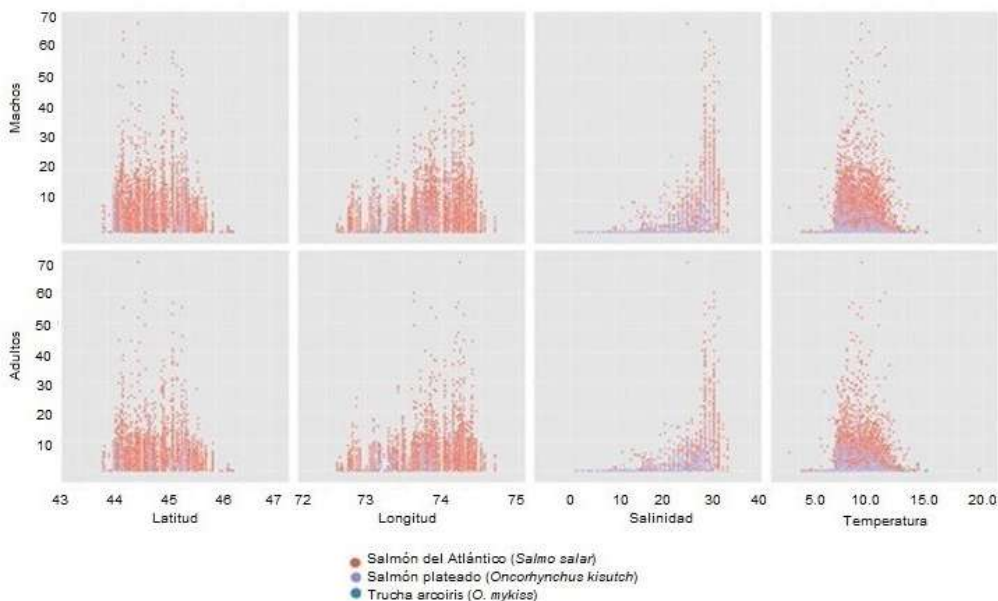 70
60
50
40
30
20
10
Machos
70
60
50
40
30
20
10
Adultos
43 44 45 46 47
Latitud
72 73 74 75
Longitud
0 10 20 30 40
Salinidad
5.0 10.0 15.0 20.0
Temperatura
Salmón del Atlántico (Salmo salar)
Salmón plateado (Oncorhynchus kisutch)
Trucha arcoiris (O. mykiss)